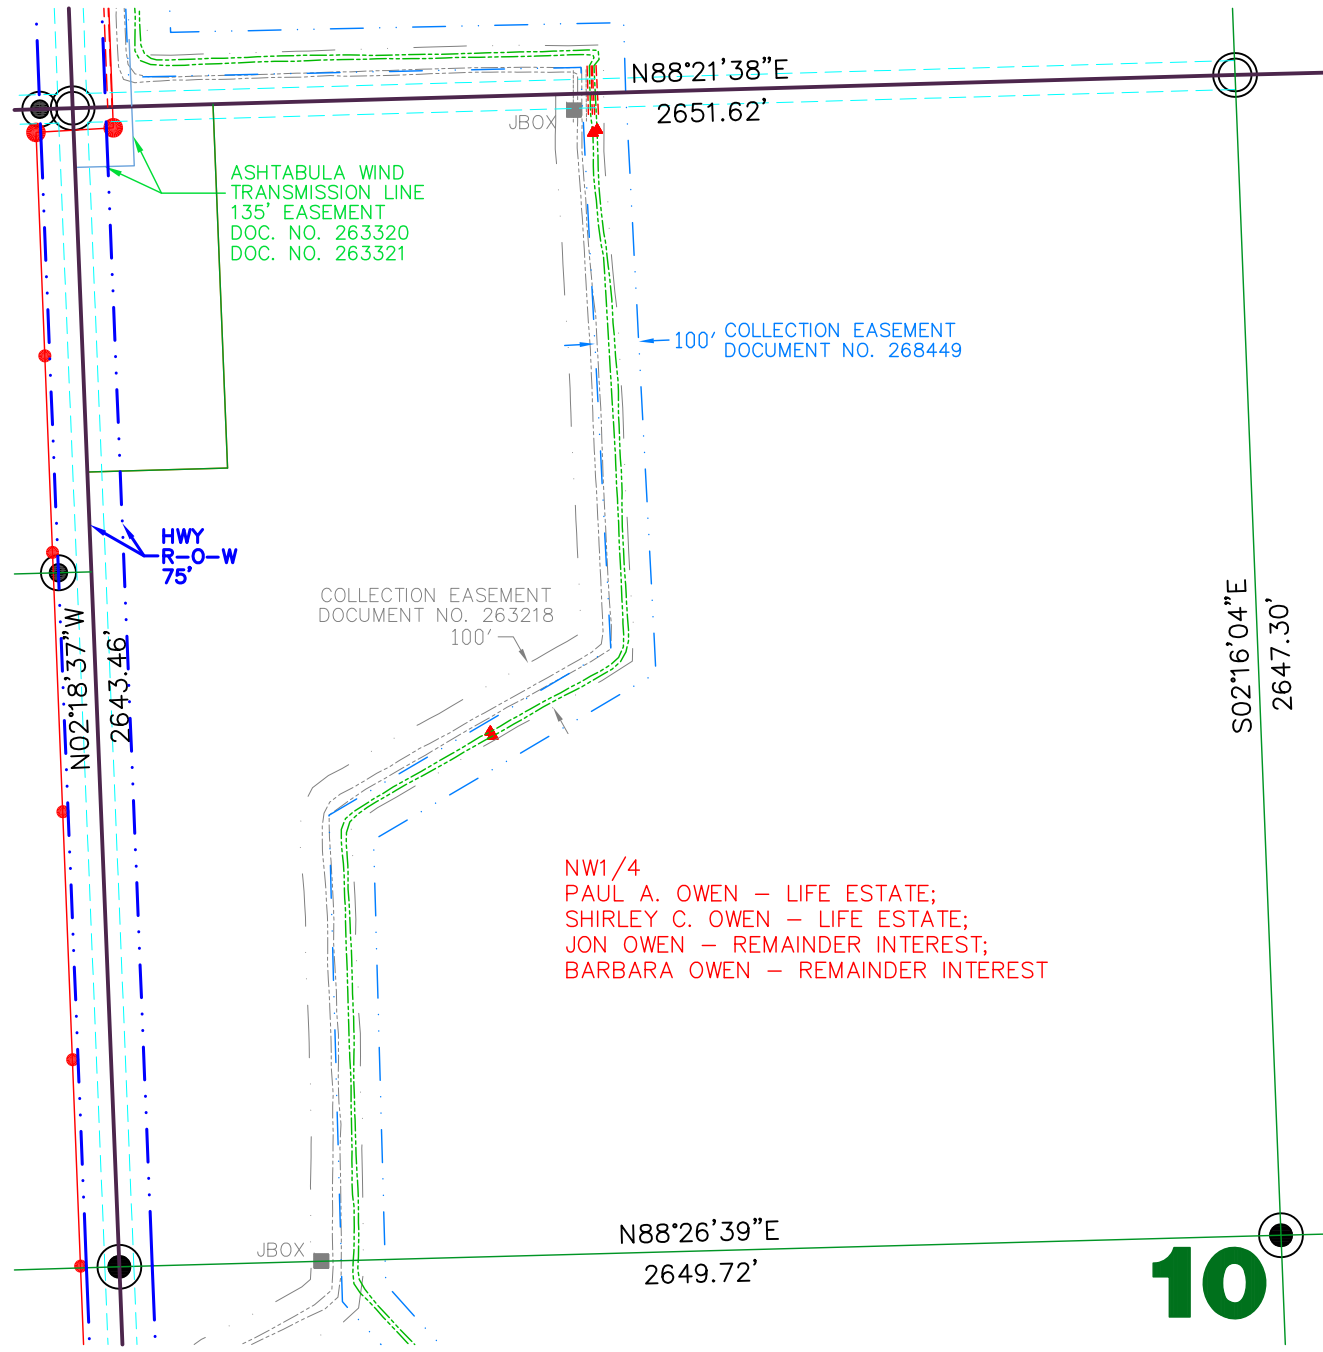 N88°21'38"E
2651.62'
JBOX
ASHTABULA WIND
TRANSMISSION LINE
135' EASEMENT
DOC. NO. 263320
DOC. NO. 263321
100' COLLECTION EASEMENT
DOCUMENT NO. 268449
HWY
R-O-W
75'
COLLECTION EASEMENT
DOCUMENT NO. 263218
100'
N02°18'37"W
2643.46'
S02°16'04"E
2647.30'
NW1/4
PAUL A. OWEN – LIFE ESTATE;
SHIRLEY C. OWEN – LIFE ESTATE;
JON OWEN – REMAINDER INTEREST;
BARBARA OWEN – REMAINDER INTEREST
JBOX
N88°26'39"E
2649.72'
10